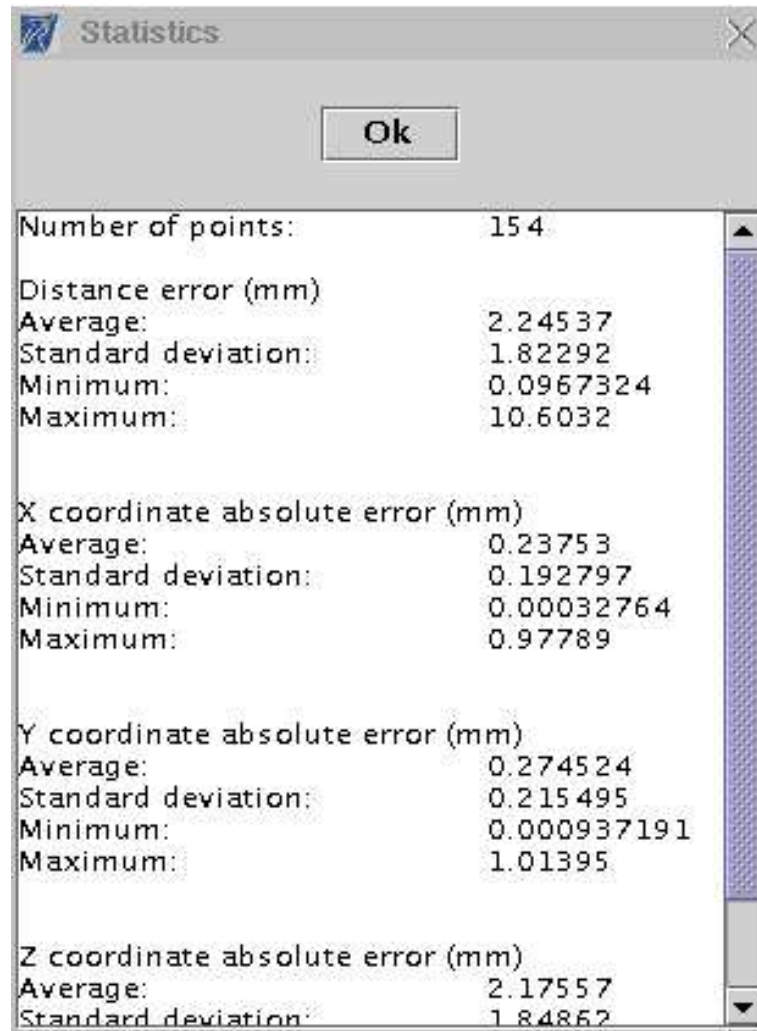 Statistics
Ok
Number of points: 154
Distance error (mm)
Average: 2.24537
Standard deviation: 1.82292
Minimum: 0.0967324
Maximum: 10.6032
X coordinate absolute error (mm)
Average: 0.23753
Standard deviation: 0.192797
Minimum: 0.00032764
Maximum: 0.97789
Y coordinate absolute error (mm)
Average: 0.274524
Standard deviation: 0.215495
Minimum: 0.000937191
Maximum: 1.01395
Z coordinate absolute error (mm)
Average: 2.17557
Standard deviation: 1.84862